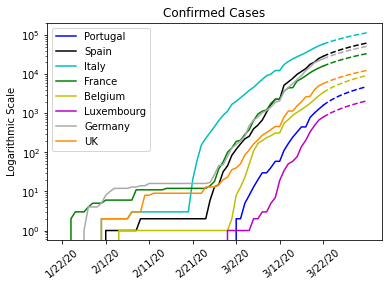 Confirmed Cases
Logarithmic Scale
10^5
10^4
10^3
10^2
10^1
10^0
Portugal
Spain
Italy
France
Belgium
Luxembourg
Germany
UK
1/22/20
2/1/20
2/11/20
2/21/20
3/2/20
3/12/20
3/22/20